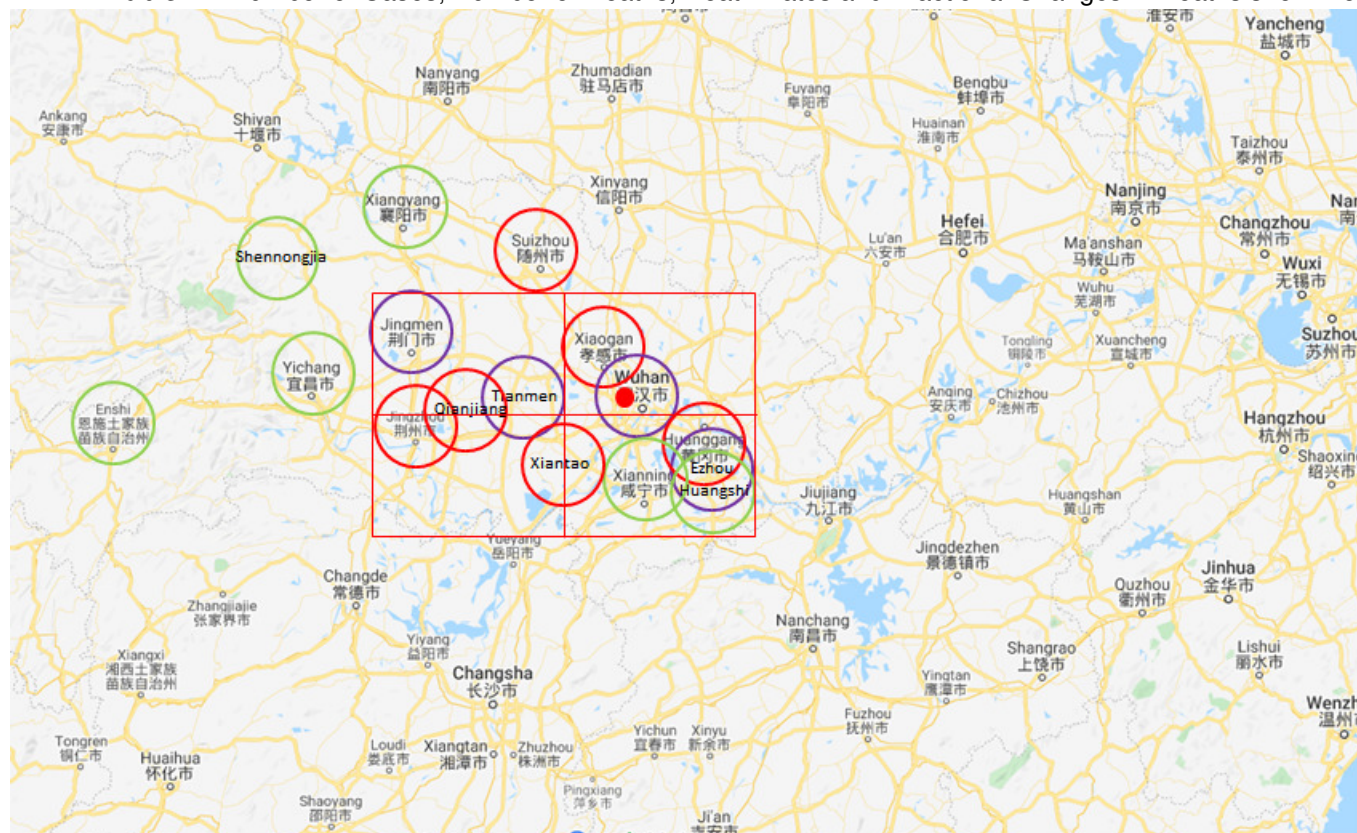 Yancheng
盐城市
淮安市
Nanyang
南阳市
Zhumadian
驻马店市
Fuyang
阜阳市
Bengbu
蚌埠市
Ankang
安康市
Shiyan
十堰市
Huainan
淮南市
Taizhou
泰州市
Xiangyang
襄阳市
Xinyang
信阳市
Nanjing
南京市
Suizhou
随州市
Hefei
合肥市
Changzhou
常州市
Shennongjia
Lu'an
六安市
Ma'anshan
马鞍山市
Wuxi
无锡市
Wuhu
芜湖市
Jingmen
荆门市
Xiaogan
孝感市
Tongling
铜陵市
Xuancheng
宣城市
Suzhou
苏州市
Yichang
宜昌市
Wuhan
汉市
Tianmen
Qianjiang
Anqing
安庆市
Chizhou
池州市
Enshi
恩施土家族
苗族自治州
Jingzhou
荆州市
Hangzhou
杭州市
Huanggang
黄冈市
Xiantao
Ezhou
Xianning
咸宁市
Huangshi
Shaoxing
绍兴市
Jiujiang
九江市
Huangshan
黄山市
Yueyang
岳阳市
Jingdezhen
景德镇市
Changde
常德市
Jinhua
金华市
Quzhou
衢州市
Zhangjiajie
张家界市
Nanchang
南昌市
Yiyang
益阳市
Shangrao
上饶市
Lishui
丽水市
Xiangxi
湘西土家族
苗族自治州
Changsha
长沙市
Yingtan
鹰潭市
Fuzhou
抚州市
Wenzh
温州市
Tongren
铜仁市
Huaihua
怀化市
Loudi
娄底市
Xiangtan
湘潭市
Zhuzhou
株洲市
Yichun
宜春市
Xinyu
新余市
Pingxiang
萍乡市
Shaoyang
邵阳市
Ji'an
吉安市